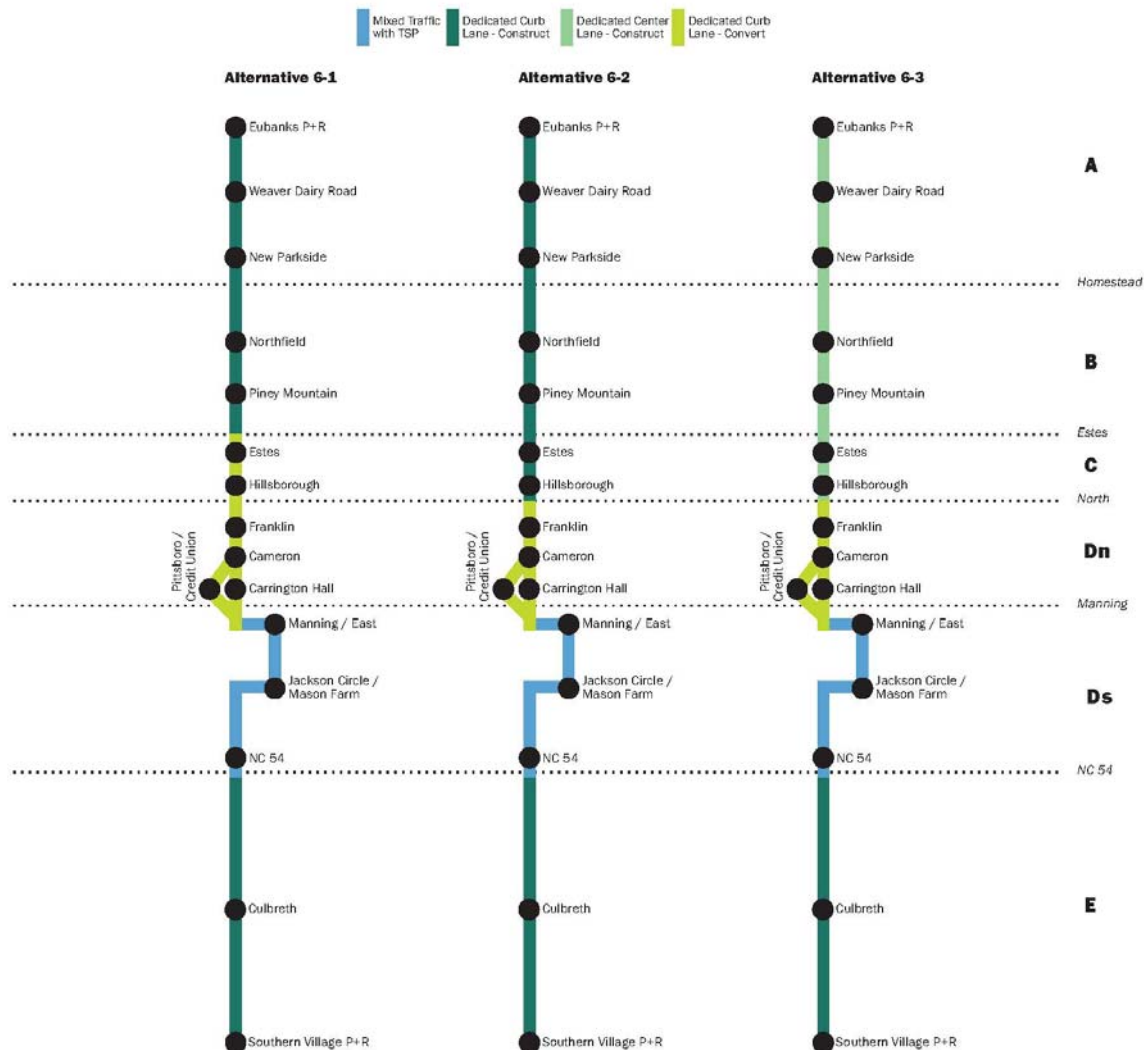 Mixed Traffic
with TSP
Dedicated Curb
Lane - Construct
Dedicated Center
Lane - Construct
Dedicated Curb
Lane - Convert
Alternative 6-1
Alternative 6-2
Alternative 6-3
Eubanks P+R
Eubanks P+R
Eubanks P+R
A
Weaver Dairy Road
Weaver Dairy Road
Weaver Dairy Road
New Parkside
New Parkside
New Parkside
Homestead
Northfield
Northfield
Northfield
B
Piney Mountain
Piney Mountain
Piney Mountain
Estes
Estes
Estes
Estes
C
Hillsborough
Hillsborough
Hillsborough
North
Franklin
Franklin
Franklin
Pittsboro /
Credit Union
Cameron
Pittsboro /
Credit Union
Cameron
Pittsboro /
Credit Union
Cameron
Dn
Carrington Hall
Carrington Hall
Carrington Hall
Manning
Manning / East
Manning / East
Manning / East
Jackson Circle /
Mason Farm
Jackson Circle /
Mason Farm
Jackson Circle /
Mason Farm
Ds
NC 54
NC 54
NC 54
NC 54
Culbreth
Culbreth
Culbreth
E
Southern Village P+R
Southern Village P+R
Southern Village P+R